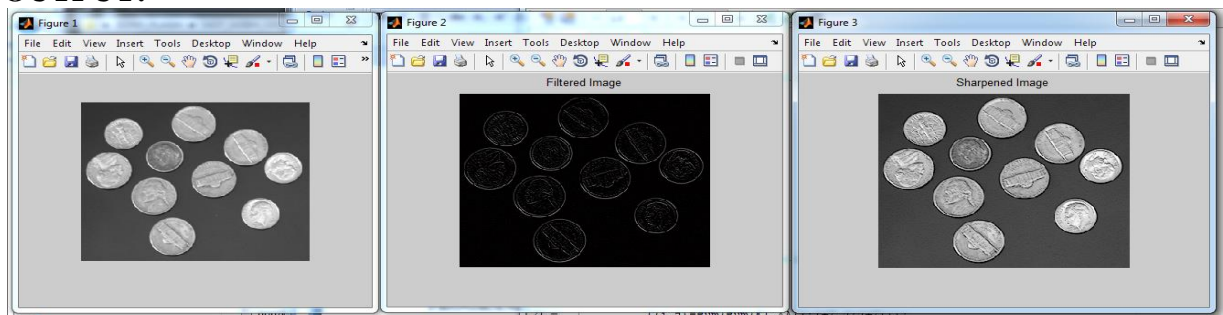 Figure 1
File Edit View Insert Tools Desktop Window Help
Figure 2
File Edit View Insert Tools Desktop Window Help
Filtered Image
Figure 3
File Edit View Insert Tools Desktop Window Help
Sharpened Image